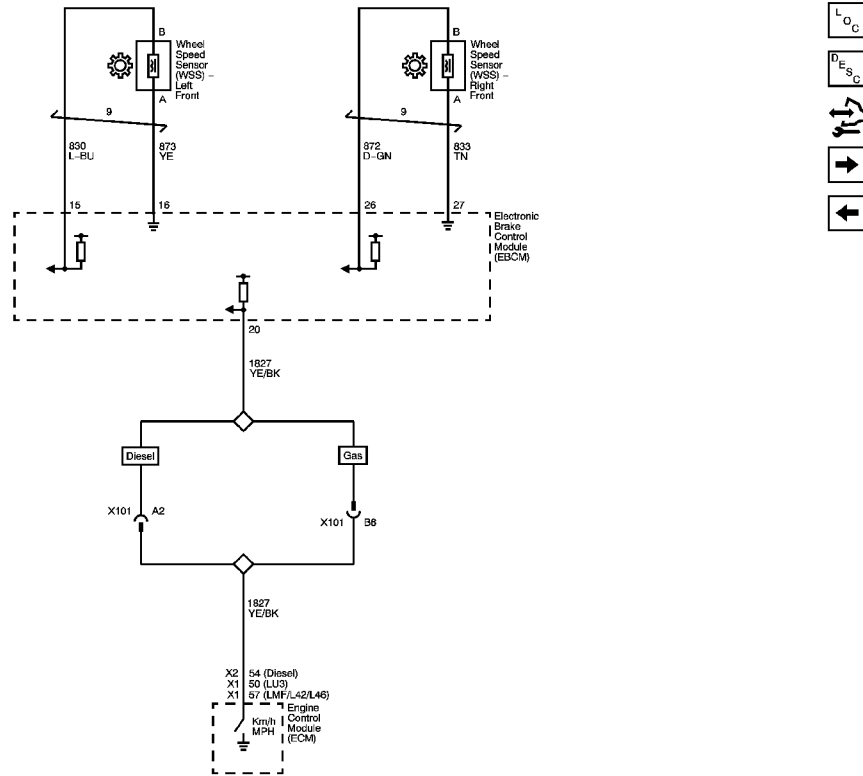 B
Wheel
Speed
Sensor
(WSS) –
Left
Front
A
9
830
L-BU
873
YE
B
Wheel
Speed
Sensor
(WSS) –
Right
Front
A
9
872
D-GN
833
TN
15
16
26
27
Electronic
Brake
Control
Module
(EBCM)
20
1827
YE/BK
Diesel
Gas
X101
A2
X101
B8
1827
YE/BK
X2 54 (Diesel)
X1 50 (LU3)
X1 57 (LMF/L42/L46)
Engine
Control
Module
(ECM)
Km/h
MPH
LOC
DESC